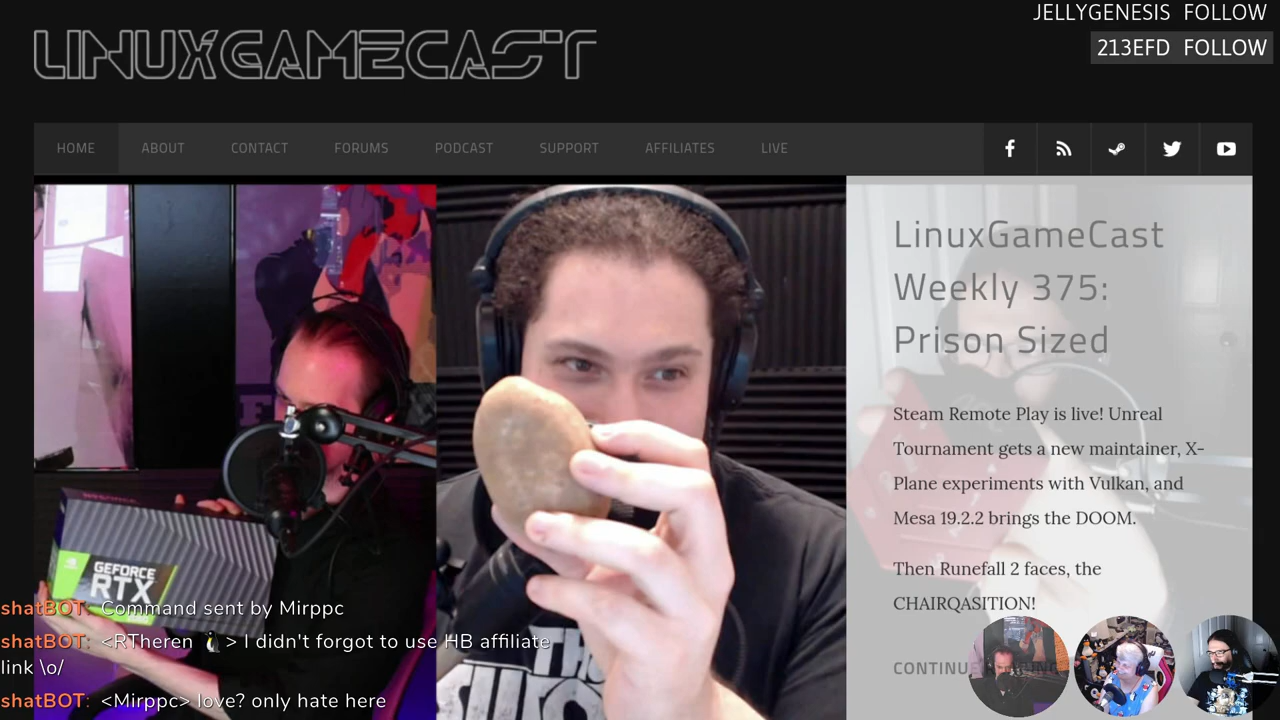 JELLYGENESIS FOLLOW
LINUXGAMECAST
213EFD FOLLOW
HOME ABOUT CONTACT FORUMS PODCAST SUPPORT AFFILIATES LIVE
LinuxGameCast
Weekly 375:
Prison Sized
Steam Remote Play is live! Unreal
Tournament gets a new maintainer, X-
Plane experiments with Vulkan, and
Mesa 19.2.2 brings the DOOM.
Then Runefall 2 faces, the
CHAIRQASITION!
GEFORCE
RTX
shatBOT: Command sent by Mirppc
shatBOT: <RTheren 🐧 > I didn't forgot to use HB affiliate
link \o/
shatBOT: <Mirppc> love? only hate here